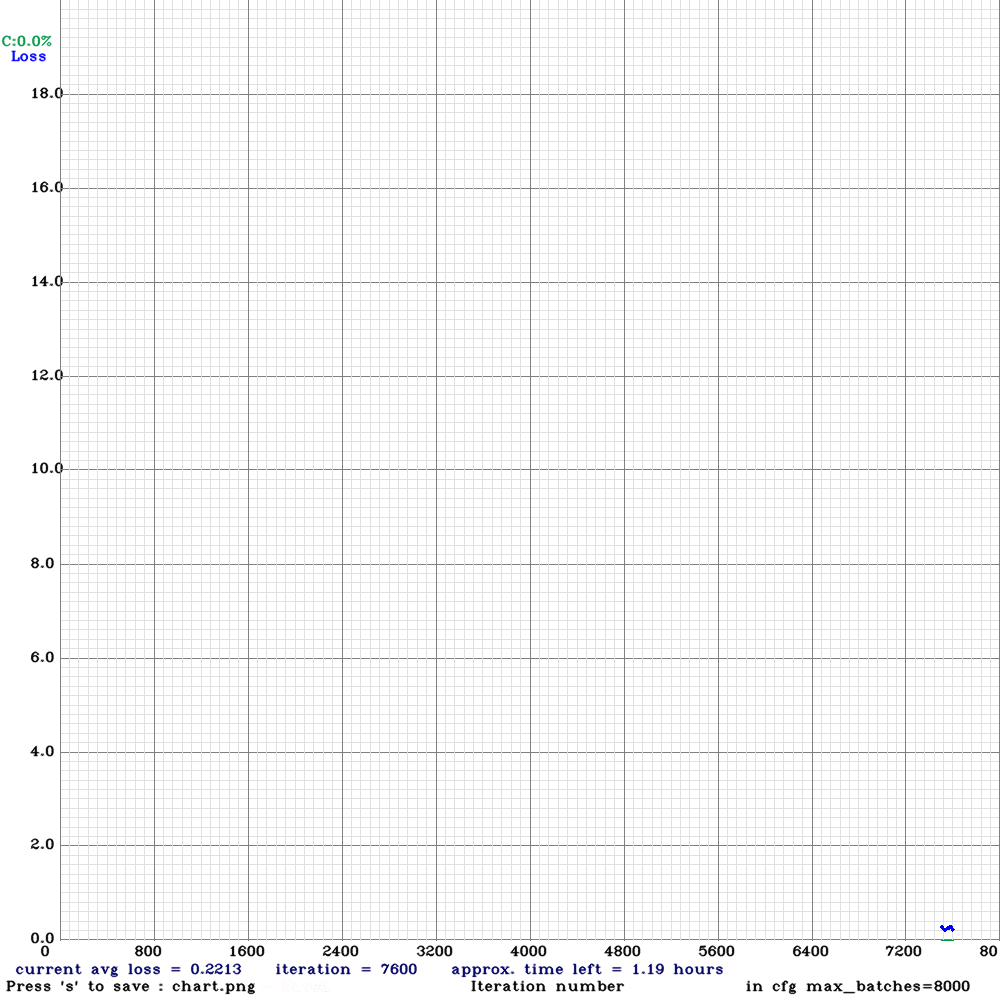 C:0.0%
Loss
18.0
16.0
14.0
12.0
10.0
8.0
6.0
4.0
2.0
0.0
0 800 1600 2400 3200 4000 4800 5600 6400 7200 80
current avg loss = 0.2213 iteration = 7600 approx. time left = 1.19 hours
Press 's' to save : chart.png Iteration number in cfg max_batches=8000